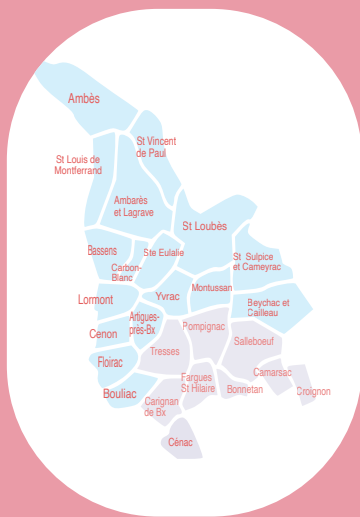 Ambès
St Vincent
de Paul
St Louis de
Montferrand
Ambarès
et Lagrave
St Loubès
Bassens
Ste Eulalie
St Sulpice
et Cameyrac
Carbon-
Blanc
Montussan
Lormont
Yvrac
Beychac et
Cailleau
Artigues-
près-Bx
Pompignac
Cenon
Salleboeuf
Tresses
Floirac
Camarsac
Fargues
St Hilaire
Bonnetan
Croignon
Bouliac
Carignan
de Bx
Cénac